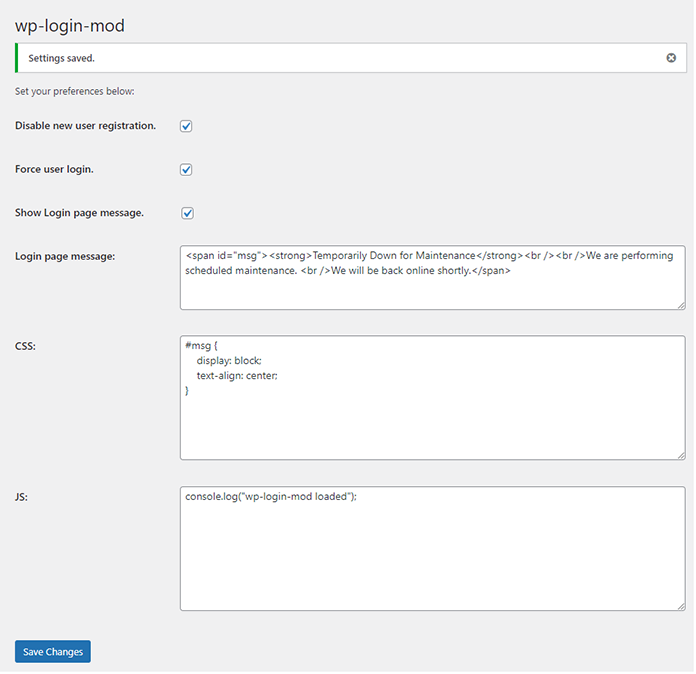 wp-login-mod
Settings saved.
Set your preferences below:
Disable new user registration.
Force user login.
Show Login page message.
Login page message:
<span id="msg"><strong>Temporarily Down for Maintenance</strong><br /><br />We are performing
scheduled maintenance. <br />We will be back online shortly.</span>
CSS:
#msg {
    display: block;
    text-align: center;
}
JS:
console.log("wp-login-mod loaded");
Save Changes